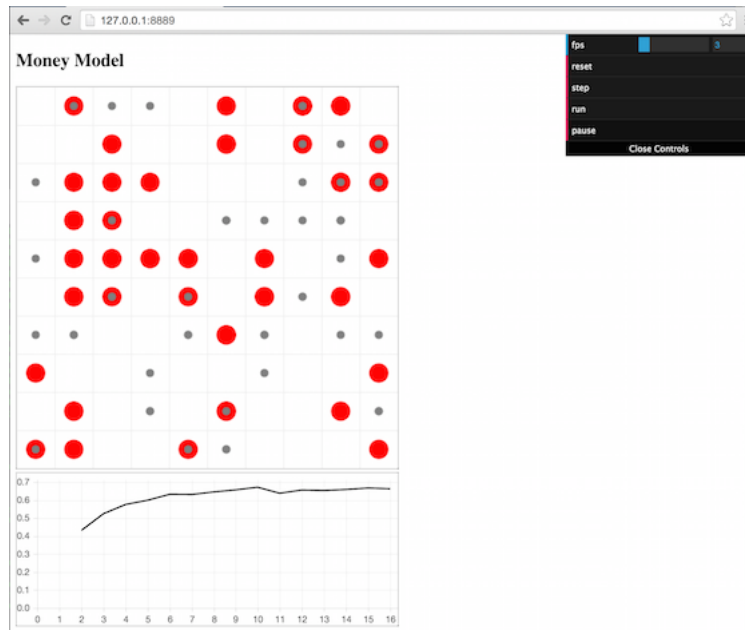 127.0.0.1:8889
fps 3
Money Model
reset
step
run
pause
Close Controls
0.7
0.6
0.5
0.4
0.3
0.2
0.1
0.0
0 1 2 3 4 5 6 7 8 9 10 11 12 13 14 15 16